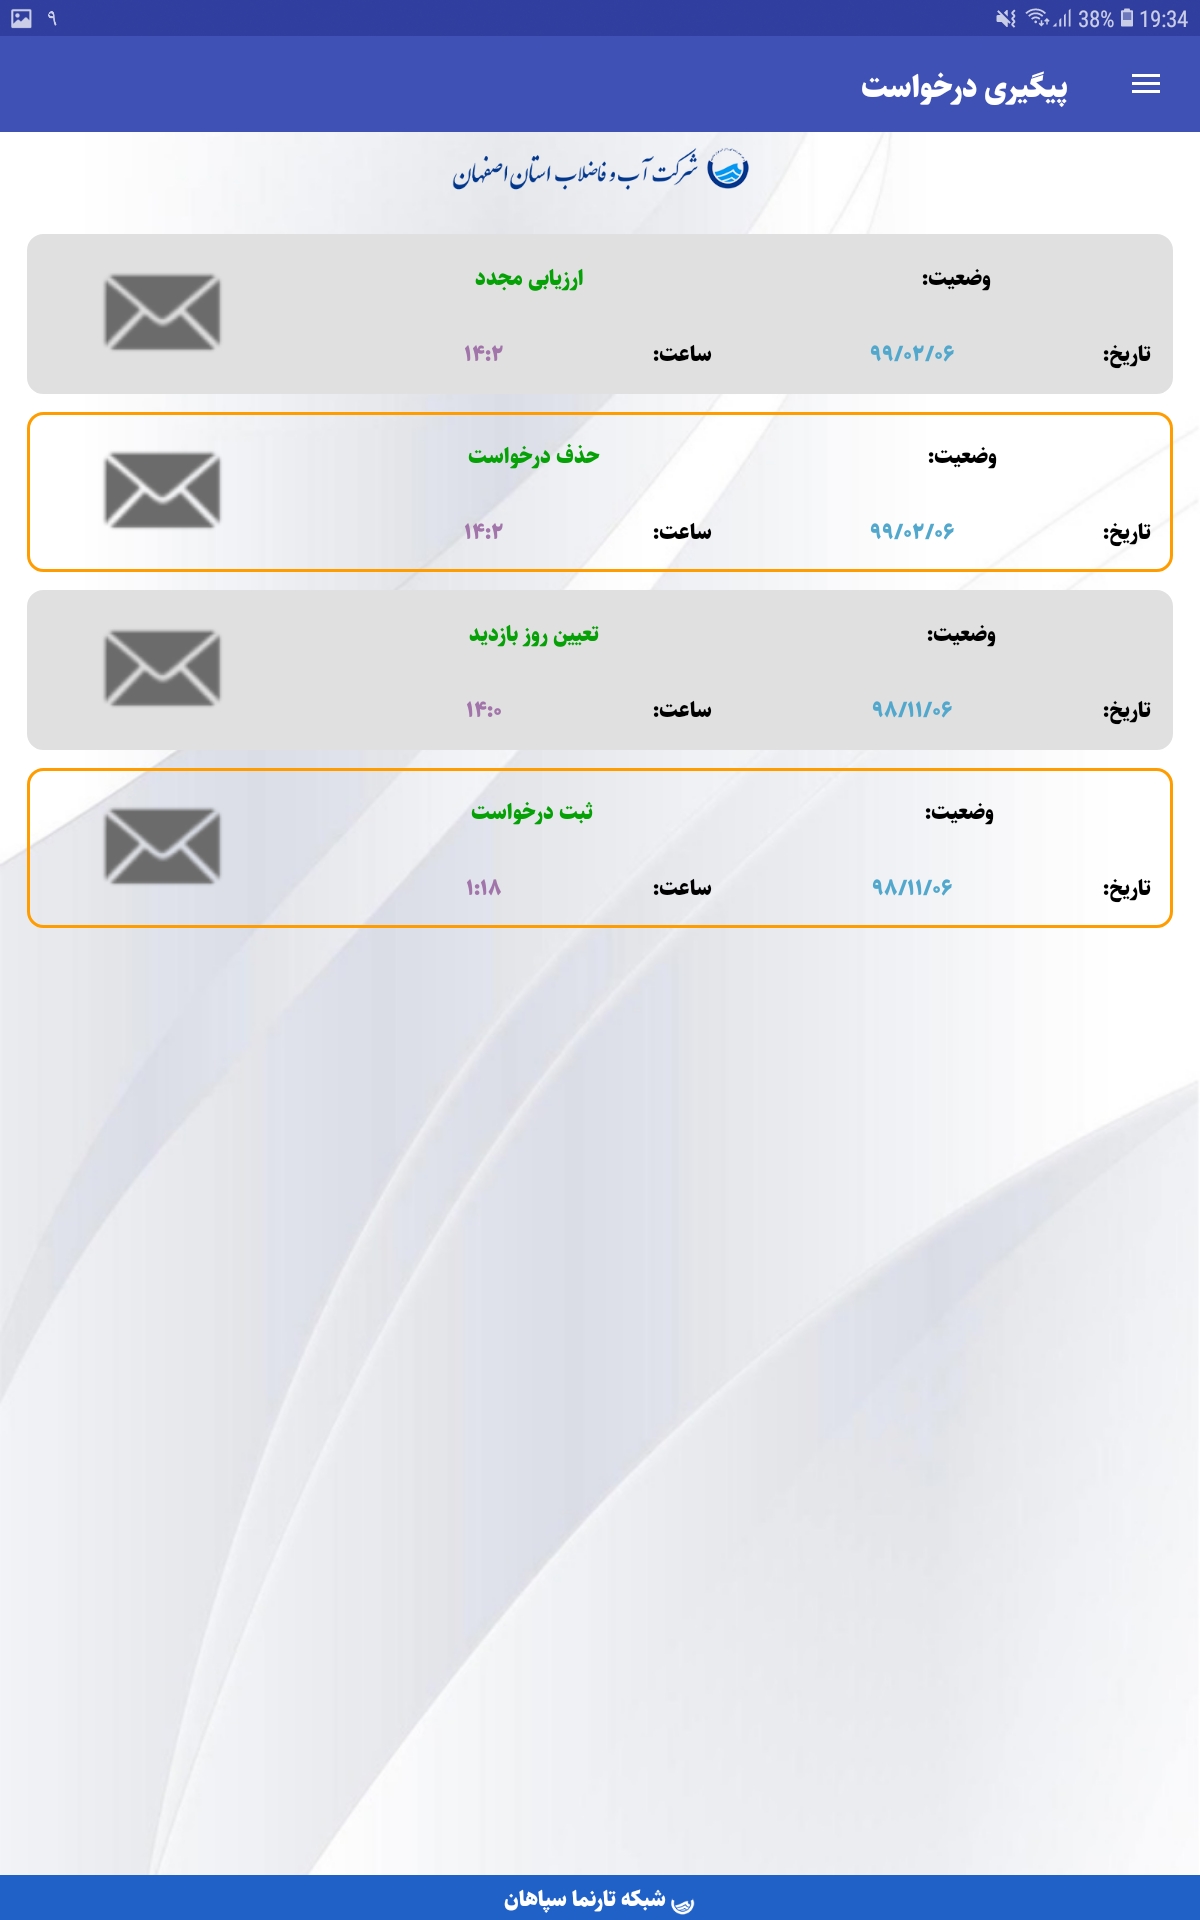 ۹ 38% 19:34
پیگیری درخواست
شرکت آب و فاضلاب استان اصفهان
وضعیت: ارزیابی مجدد
تاریخ: ۹۹/۰۲/۰۶ ساعت: ۱۴:۲
وضعیت: حذف درخواست
تاریخ: ۹۹/۰۲/۰۶ ساعت: ۱۴:۲
وضعیت: تعیین روز بازدید
تاریخ: ۹۸/۱۱/۰۶ ساعت: ۱۴:۰
وضعیت: ثبت درخواست
تاریخ: ۹۸/۱۱/۰۶ ساعت: ۱:۱۸
شبکه تارنما سپاهان